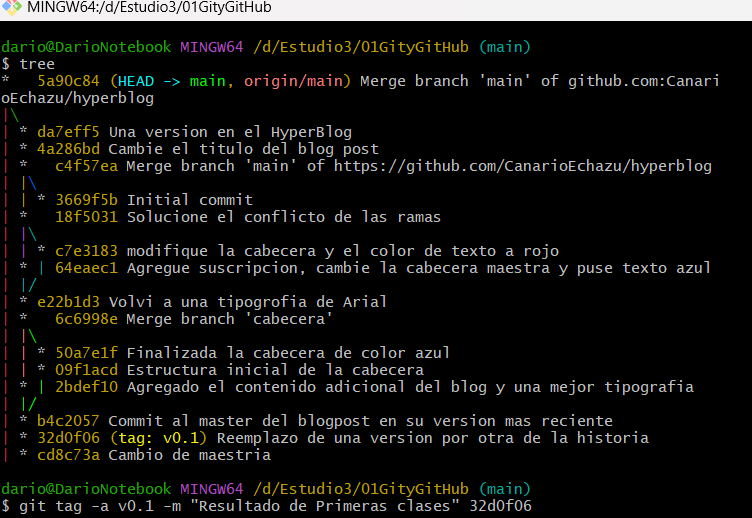 MINGW64:/d/Estudio3/01GityGitHub
dario@DarioNotebook MINGW64 /d/Estudio3/01GityGitHub (main)
$ tree
*   5a90c84 (HEAD -> main, origin/main) Merge branch 'main' of github.com:Canari
oEchazu/hyperblog
|\
| * da7eff5 Una version en el HyperBlog
| * 4a286bd Cambie el titulo del blog post
| *   c4f57ea Merge branch 'main' of https://github.com/CanarioEchazu/hyperblog
| |\
| | * 3669f5b Initial commit
| *   18f5031 Solucione el conflicto de las ramas
| |\
| | * c7e3183 modifique la cabecera y el color de texto a rojo
| * | 64eaec1 Agregue suscripcion, cambie la cabecera maestra y puse texto azul
| |/
| * e22b1d3 Volvi a una tipografia de Arial
| *   6c6998e Merge branch 'cabecera'
| |\
| | * 50a7e1f Finalizada la cabecera de color azul
| | * 09f1acd Estructura inicial de la cabecera
| * | 2bdef10 Agregado el contenido adicional del blog y una mejor tipografia
| |/
| * b4c2057 Commit al master del blogpost en su version mas reciente
| * 32d0f06 (tag: v0.1) Reemplazo de una version por otra de la historia
| * cd8c73a Cambio de maestria
dario@DarioNotebook MINGW64 /d/Estudio3/01GityGitHub (main)
$ git tag -a v0.1 -m "Resultado de Primeras clases" 32d0f06